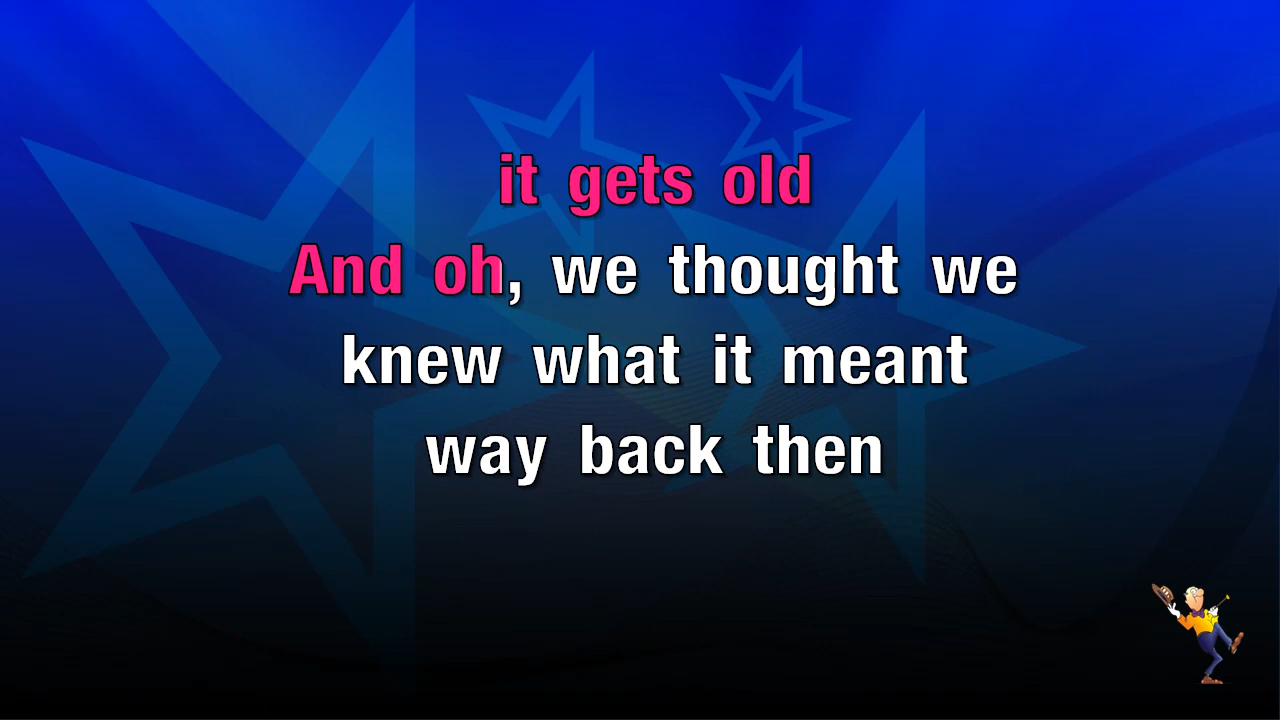 it gets old
And oh, we thought we
knew what it meant
way back then